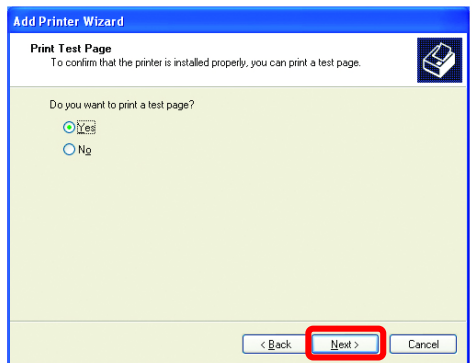 Add Printer Wizard
Print Test Page
To confirm that the printer is installed properly, you can print a test page.
Do you want to print a test page?
Yes
No
< Back
Next >
Cancel